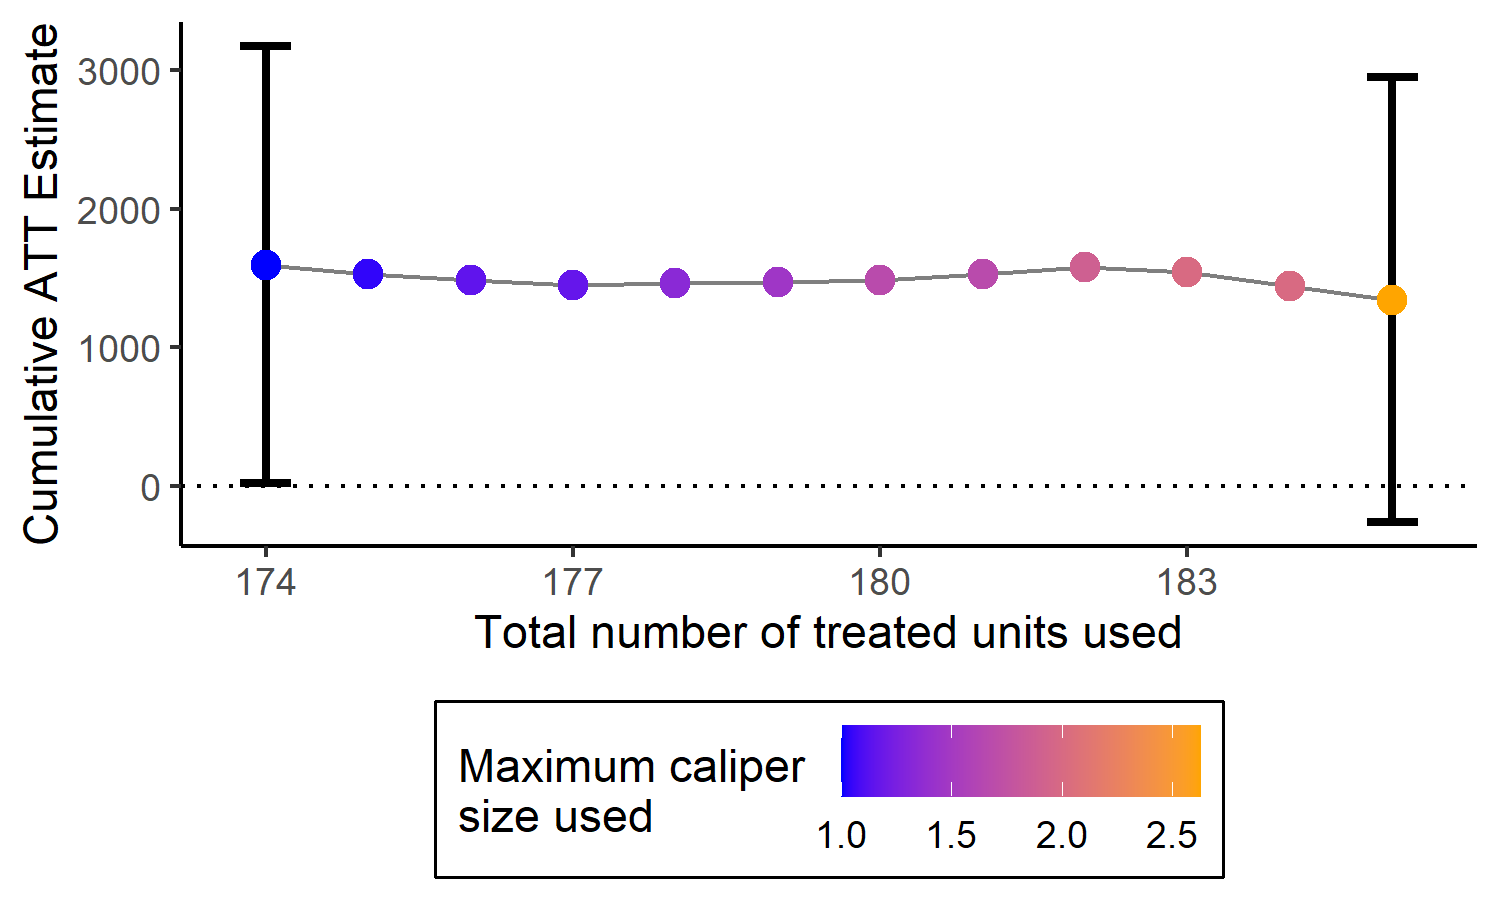 Cumulative ATT Estimate
3000
2000
1000
0
174 177 180 183
Total number of treated units used
Maximum caliper
size used
1.0 1.5 2.0 2.5